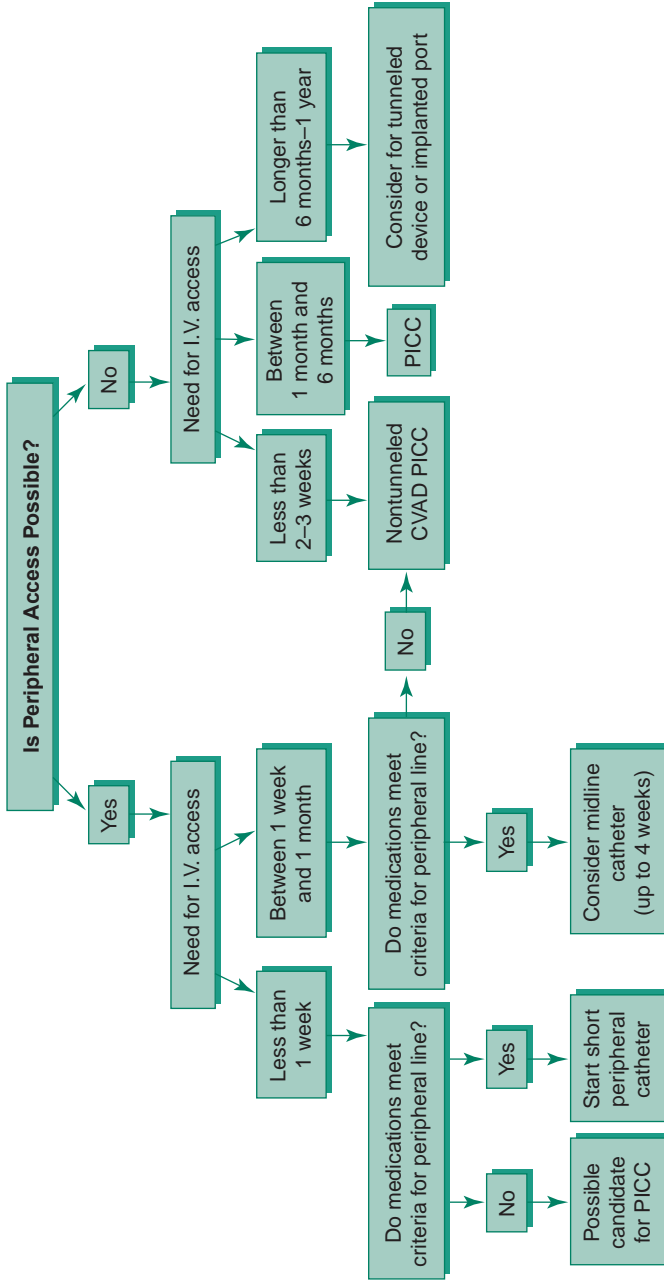 Is Peripheral Access Possible?
Yes
Need for I.V. access
Less than
1 week
Do medications meet
criteria for peripheral line?
No
Possible
candidate
for PICC
Yes
Start short
peripheral
catheter
Between 1 week
and 1 month
Do medications meet
criteria for peripheral line?
Yes
Consider midline
catheter
(up to 4 weeks)
No
No
Need for I.V. access
Less than
2–3 weeks
Nontunneled
CVAD PICC
Between
1 month and
6 months
PICC
Longer than
6 months–1 year
Consider for tunneled
device or implanted port